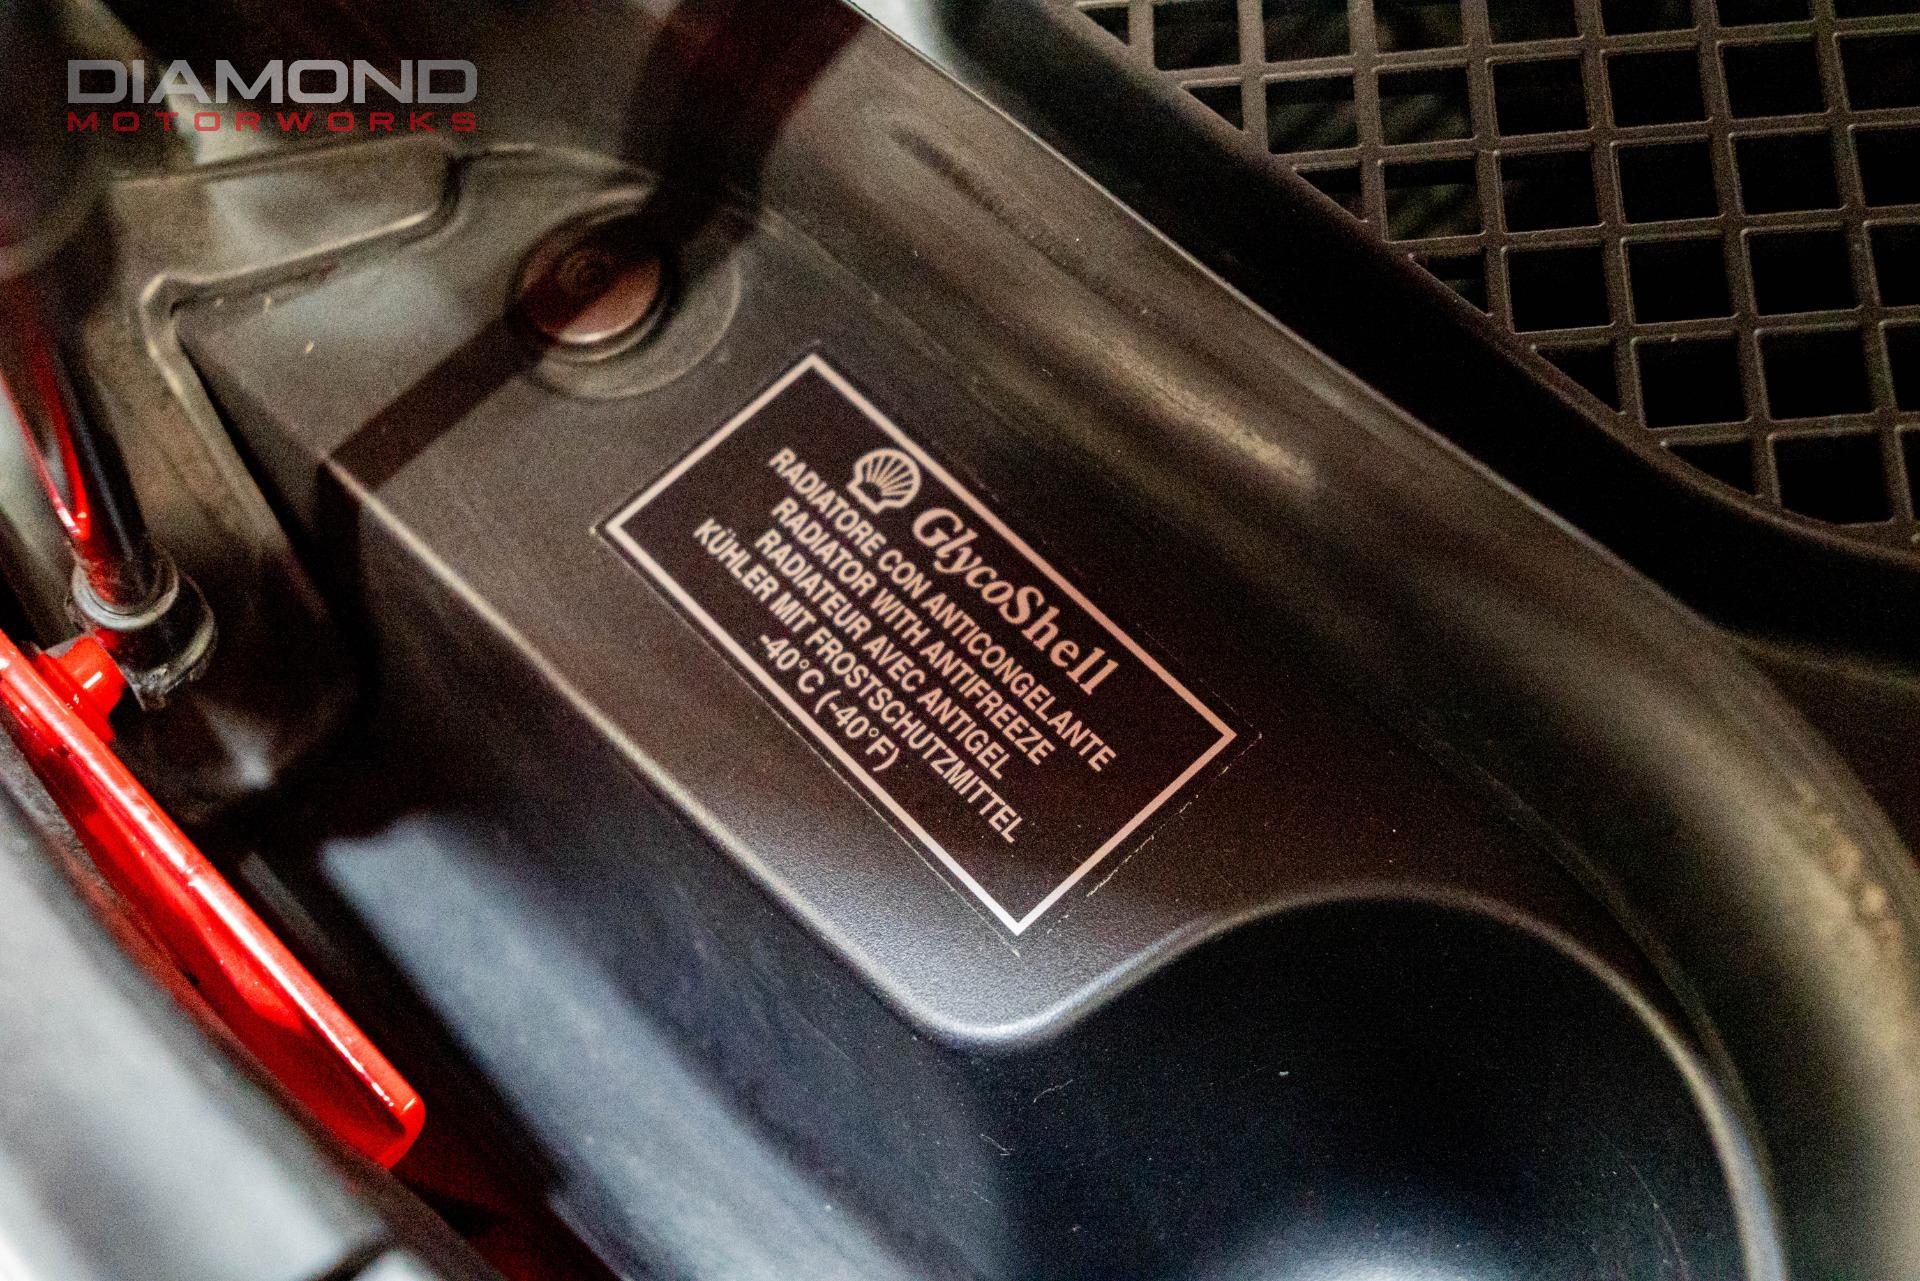 DIAMOND
MOTORWORKS
GlycoShell
RADIATORE CON ANTICONGELANTE
RADIATOR WITH ANTIFREEZE
RADIATEUR AVEC ANTIGEL
KÜHLER MIT FROSTSCHUTZMITTEL
-40°C (-40°F)